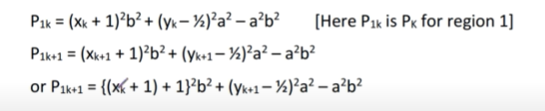 P₁ₖ = (xₖ + 1)²b² + (yₖ – ½)²a² – a²b² [Here P₁ₖ is Pₖ for region 1]
P₁ₖ₊₁ = (xₖ₊₁ + 1)²b² + (yₖ₊₁ – ½)²a² – a²b²
or P₁ₖ₊₁ = {(xₖ + 1) + 1}²b² + (yₖ₊₁ – ½)²a² – a²b²